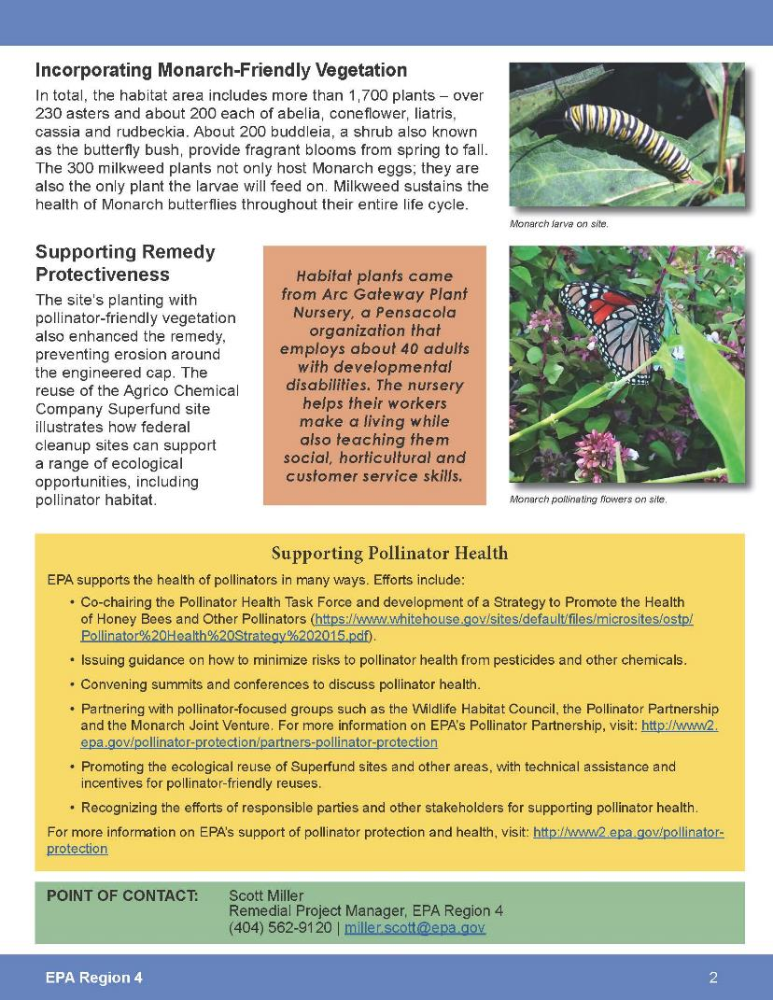 Incorporating Monarch-Friendly Vegetation
In total, the habitat area includes more than 1,700 plants – over
230 asters and about 200 each of abelia, coneflower, liatris,
cassia and rudbeckia. About 200 buddleia, a shrub also known
as the butterfly bush, provide fragrant blooms from spring to fall.
The 300 milkweed plants not only host Monarch eggs; they are
also the only plant the larvae will feed on. Milkweed sustains the
health of Monarch butterflies throughout their entire life cycle.
Monarch larva on site.
Supporting Remedy
Protectiveness
The site's planting with
pollinator-friendly vegetation
also enhanced the remedy,
preventing erosion around
the engineered cap. The
reuse of the Agrico Chemical
Company Superfund site
illustrates how federal
cleanup sites can support
a range of ecological
opportunities, including
pollinator habitat.
Habitat plants came
from Arc Gateway Plant
Nursery, a Pensacola
organization that
employs about 40 adults
with developmental
disabilities. The nursery
helps their workers
make a living while
also teaching them
social, horticultural and
customer service skills.
Monarch pollinating flowers on site.
Supporting Pollinator Health
EPA supports the health of pollinators in many ways. Efforts include:
• Co-chairing the Pollinator Health Task Force and development of a Strategy to Promote the Health
of Honey Bees and Other Pollinators (https://www.whitehouse.gov/sites/default/files/microsites/ostp/
Pollinator%20Health%20Strategy%202015.pdf).
• Issuing guidance on how to minimize risks to pollinator health from pesticides and other chemicals.
• Convening summits and conferences to discuss pollinator health.
• Partnering with pollinator-focused groups such as the Wildlife Habitat Council, the Pollinator Partnership
and the Monarch Joint Venture. For more information on EPA's Pollinator Partnership, visit: http://www2.
epa.gov/pollinator-protection/partners-pollinator-protection
• Promoting the ecological reuse of Superfund sites and other areas, with technical assistance and
incentives for pollinator-friendly reuses.
• Recognizing the efforts of responsible parties and other stakeholders for supporting pollinator health.
For more information on EPA's support of pollinator protection and health, visit: http://www2.epa.gov/pollinator-
protection
POINT OF CONTACT: Scott Miller
Remedial Project Manager, EPA Region 4
(404) 562-9120 | miller.scott@epa.gov
EPA Region 4 2